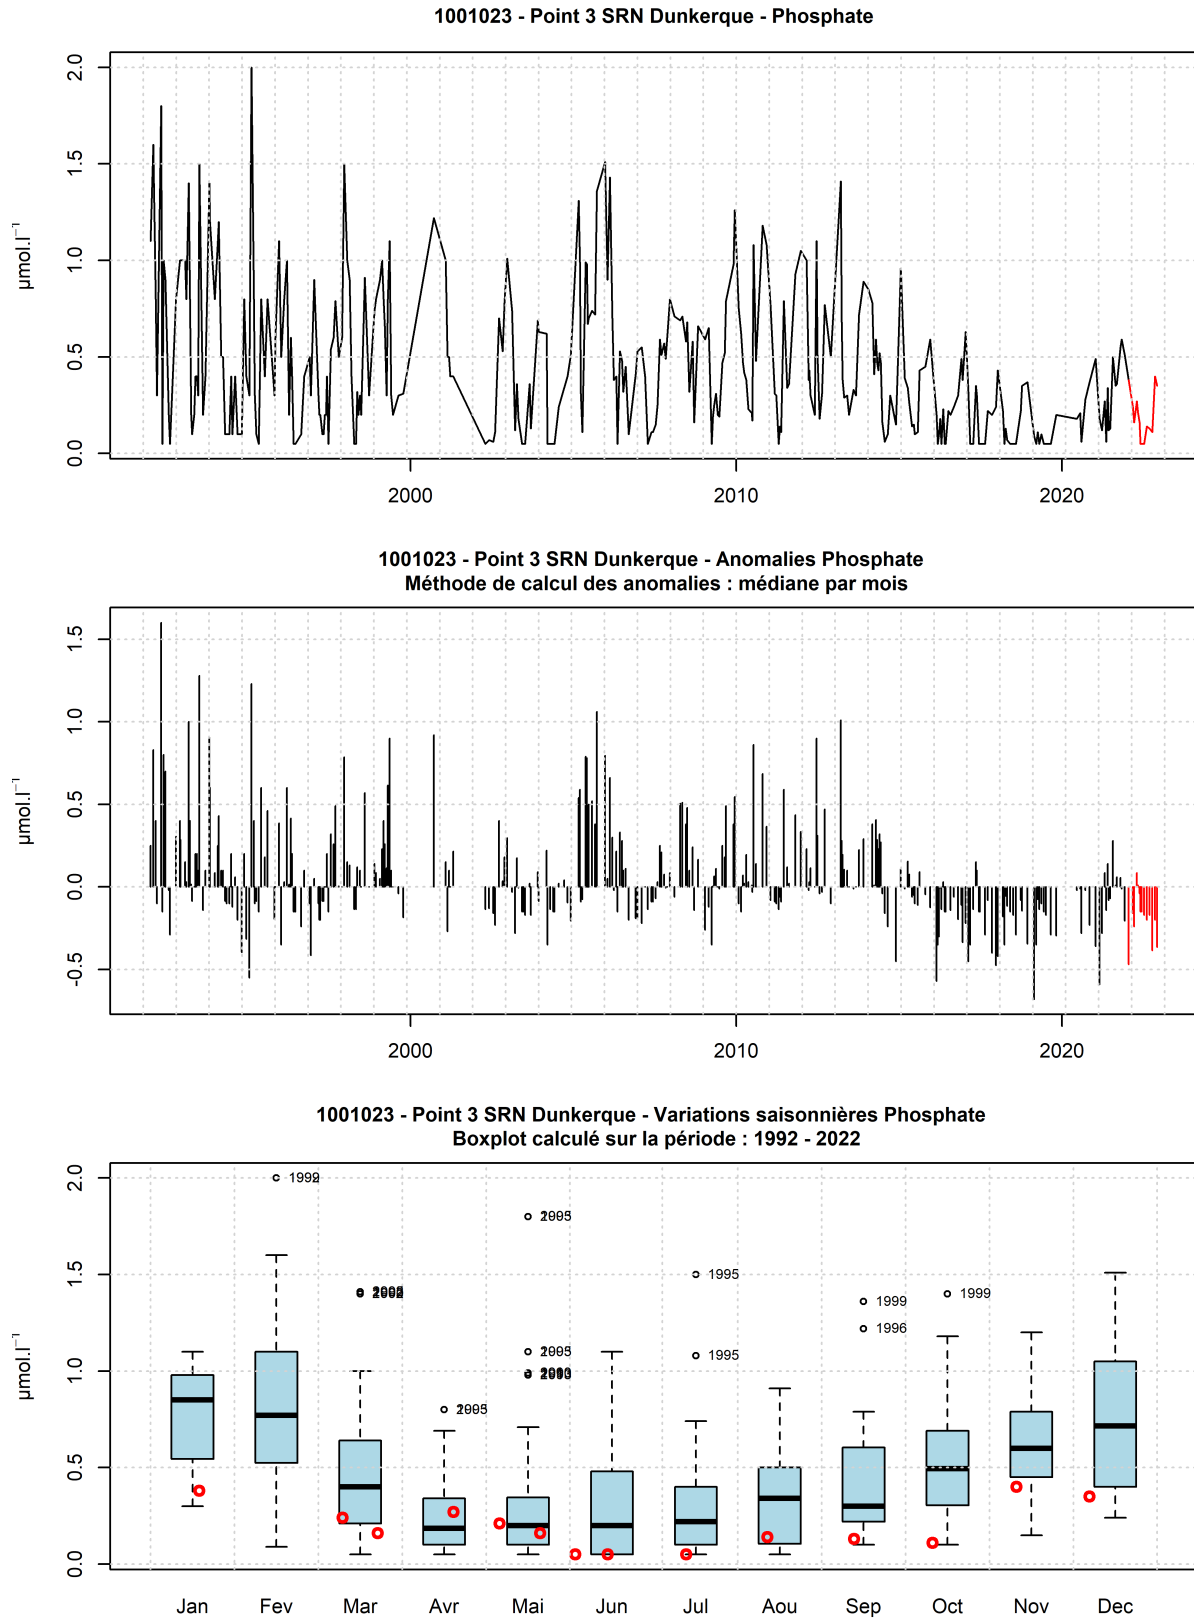 1001023 - Point 3 SRN Dunkerque - Phosphate
2.0
1.5
1.0
0.5
0.0
µmol.l⁻¹
2000 2010 2020
1001023 - Point 3 SRN Dunkerque - Anomalies Phosphate
Méthode de calcul des anomalies : médiane par mois
1.5
1.0
0.5
0.0
-0.5
µmol.l⁻¹
2000 2010 2020
1001023 - Point 3 SRN Dunkerque - Variations saisonnières Phosphate
Boxplot calculé sur la période : 1992 - 2022
2.0
1.5
1.0
0.5
0.0
µmol.l⁻¹
1995
1999
1999
1996
1995
Jan Fev Mar Avr Mai Jun Jul Aou Sep Oct Nov Dec